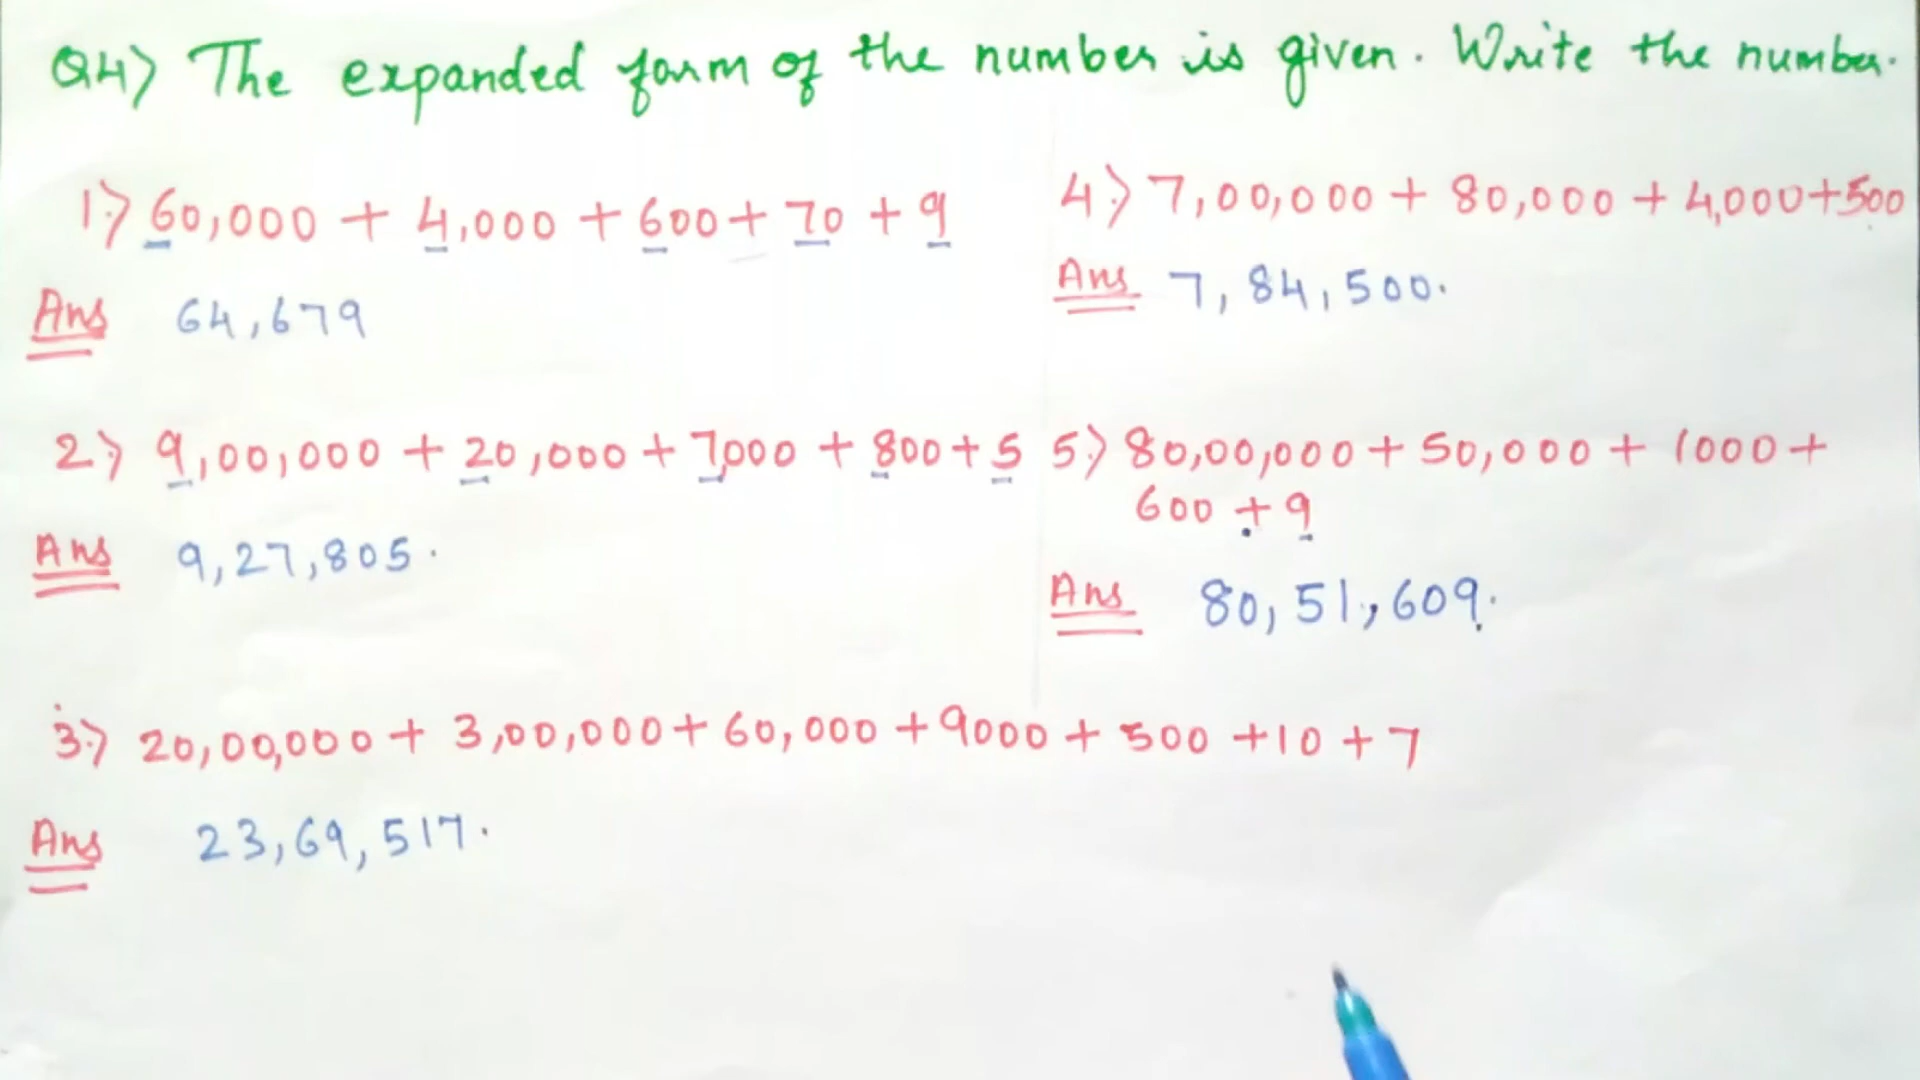 Q4) The expanded form of the number is given. Write the number.
1.) 60,000 + 4,000 + 600 + 70 + 9
Ans 64,679
2.) 9,00,000 + 20,000 + 7,000 + 800 + 5
Ans 9,27,805.
3.) 20,00,000 + 3,00,000 + 60,000 + 9000 + 500 + 10 + 7
Ans 23,69,517.
4.) 7,00,000 + 80,000 + 4,000 + 500
Ans 7,84,500.
5.) 80,00,000 + 50,000 + 1000 +
600 + 9
Ans 80,51,609.